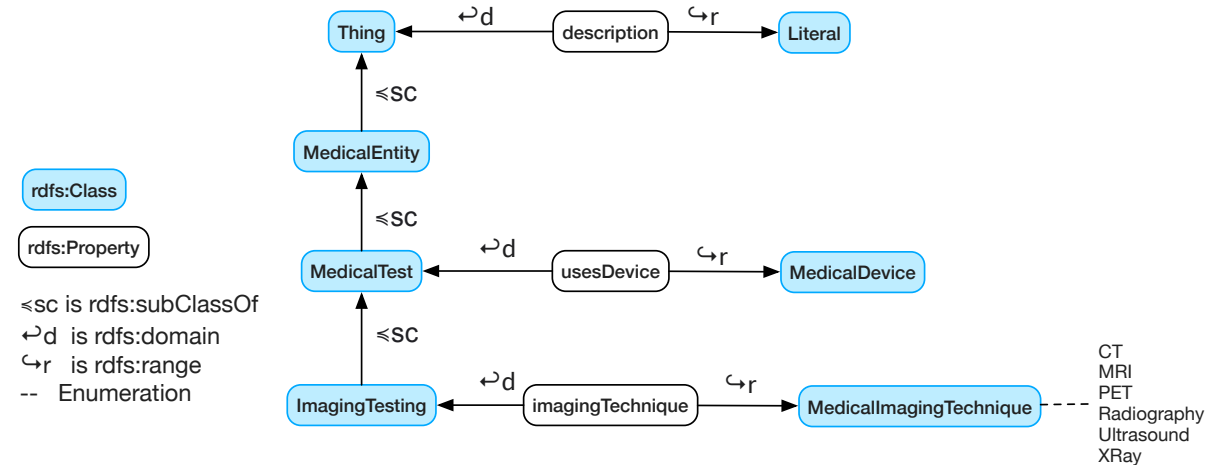 Thing
↩d
description
↪r
Literal
≼sc
MedicalEntity
rdfs:Class
≼sc
rdfs:Property
MedicalTest
↩d
usesDevice
↪r
MedicalDevice
≼sc is rdfs:subClassOf
↩d is rdfs:domain
↪r is rdfs:range
-- Enumeration
≼sc
ImagingTesting
↩d
imagingTechnique
↪r
MedicalImagingTechnique
CT
MRI
PET
Radiography
Ultrasound
XRay